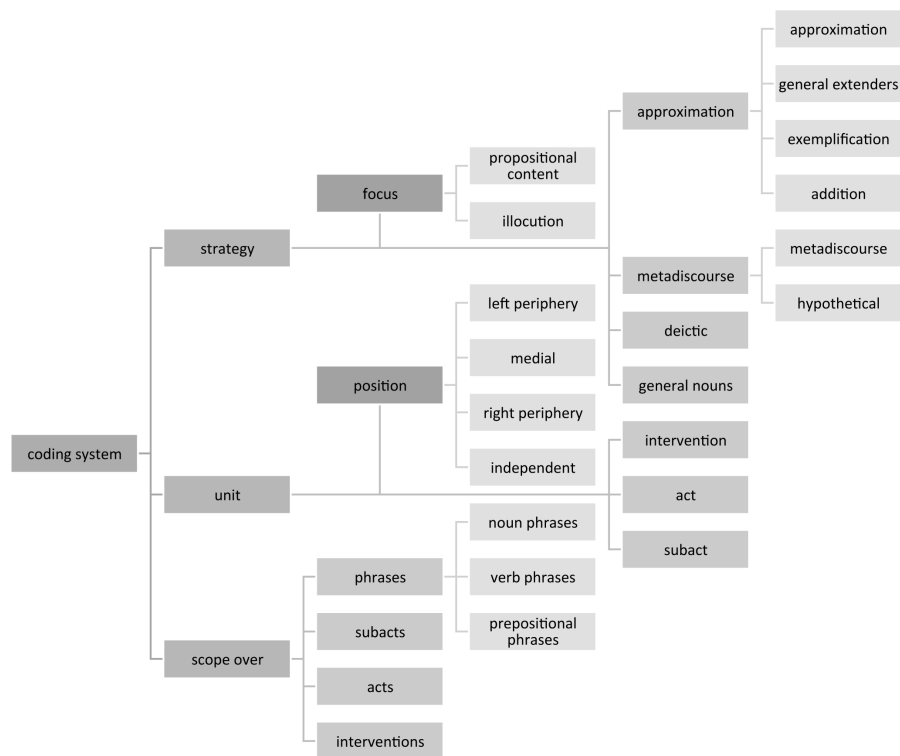 coding system
strategy
focus
propositional
content
illocution
approximation
approximation
general extenders
exemplification
addition
metadiscourse
metadiscourse
hypothetical
deictic
general nouns
unit
position
left periphery
medial
right periphery
independent
intervention
act
subact
scope over
phrases
noun phrases
verb phrases
prepositional
phrases
subacts
acts
interventions